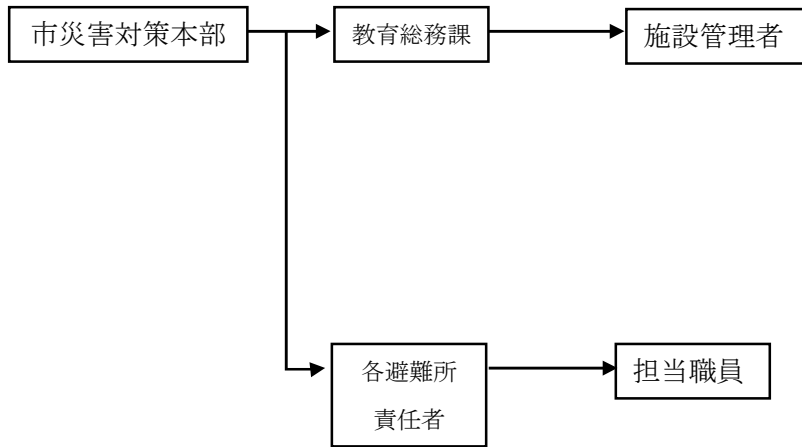 市災害対策本部
教育総務課
施設管理者
各避難所
責任者
担当職員